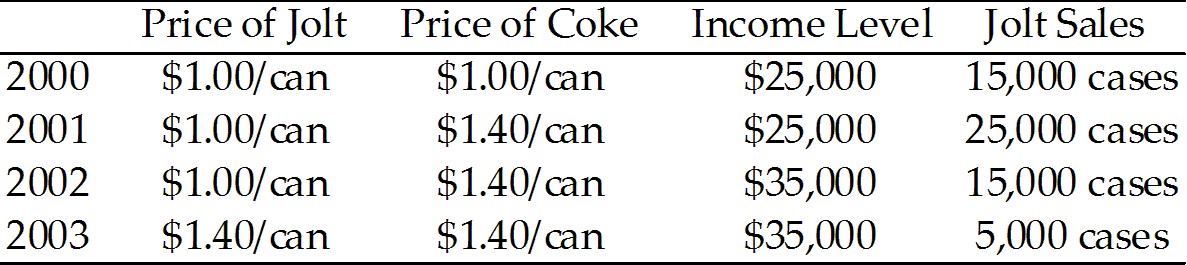 Price of Jolt Price of Coke Income Level Jolt Sales
2000 $1.00/can $1.00/can $25,000 15,000 cases
2001 $1.00/can $1.40/can $25,000 25,000 cases
2002 $1.00/can $1.40/can $35,000 15,000 cases
2003 $1.40/can $1.40/can $35,000 5,000 cases